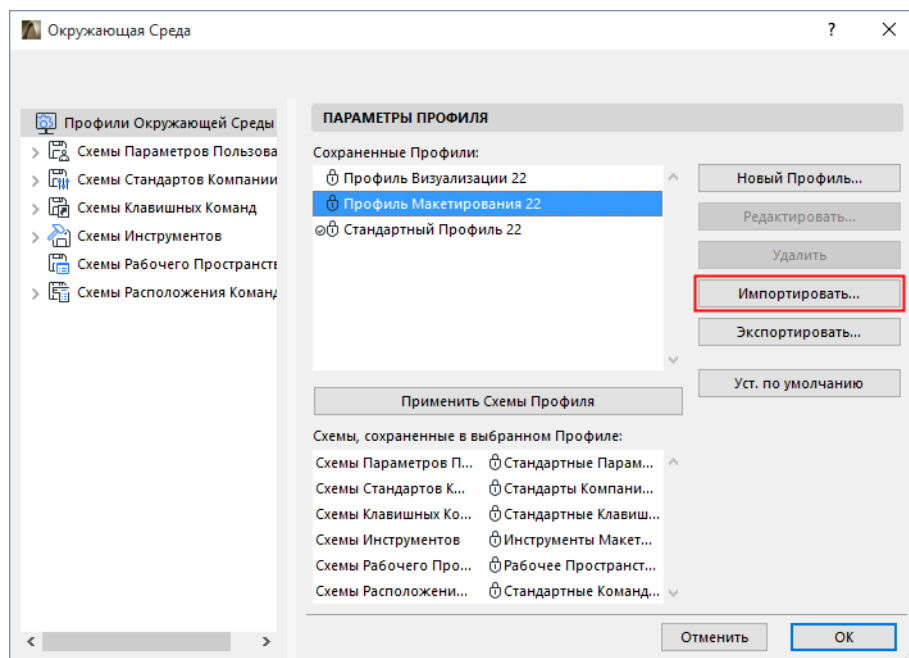 Окружающая Среда
?
Профили Окружающей Среды
Схемы Параметров Пользова
Схемы Стандартов Компании
Схемы Клавишных Команд
Схемы Инструментов
Схемы Рабочего Пространсте
Схемы Расположения Команд
ПАРАМЕТРЫ ПРОФИЛЯ
Сохраненные Профили:
Профиль Визуализации 22
Профиль Макетирования 22
Стандартный Профиль 22
Новый Профиль...
Редактировать...
Удалить
Импортировать...
Экспортировать...
Уст. по умолчанию
Применить Схемы Профиля
Схемы, сохраненные в выбранном Профиле:
Схемы Параметров П... Стандартные Парам...
Схемы Стандартов К... Стандарты Компани...
Схемы Клавишных Ко... Стандартные Клавиш...
Схемы Инструментов Инструменты Макет...
Схемы Рабочего Про... Рабочее Пространст...
Схемы Расположени... Стандартные Команд...
Отменить
OK